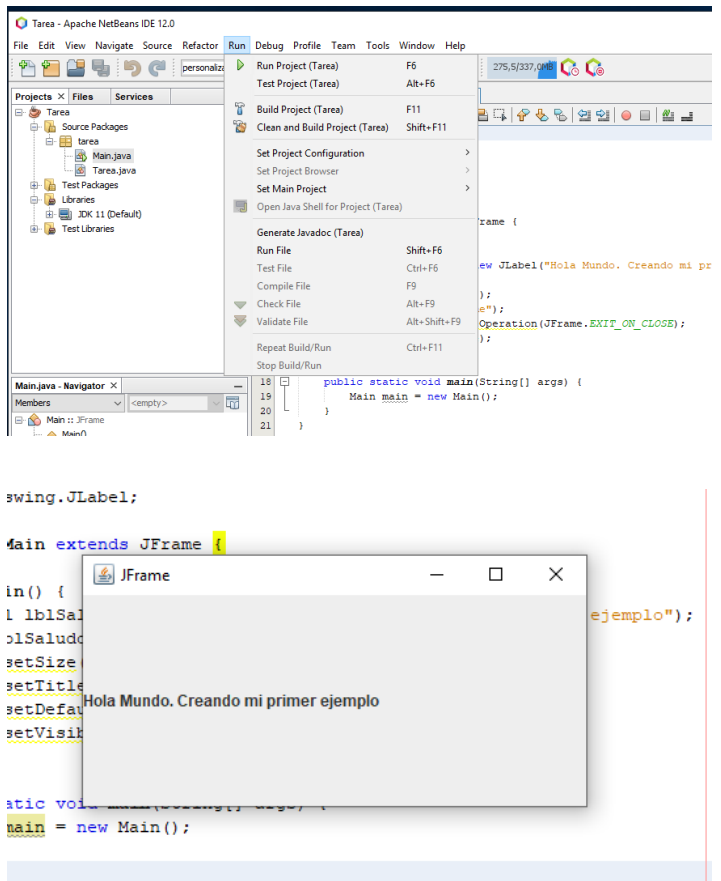 Tarea - Apache NetBeans IDE 12.0
File Edit View Navigate Source Refactor Run Debug Profile Team Tools Window Help
personaliza
275,5/337,0MB
Run Project (Tarea) F6
Test Project (Tarea) Alt+F6
Build Project (Tarea) F11
Clean and Build Project (Tarea) Shift+F11
Set Project Configuration >
Set Project Browser >
Set Main Project >
Open Java Shell for Project (Tarea)
Generate Javadoc (Tarea)
Run File Shift+F6
Test File Ctrl+F6
Compile File F9
Check File Alt+F9
Validate File Alt+Shift+F9
Repeat Build/Run Ctrl+F11
Stop Build/Run
Projects × Files Services
Tarea
Source Packages
tarea
Main.java
Tarea.java
Test Packages
Libraries
JDK 11 (Default)
Test Libraries
rame {
ew JLabel("Hola Mundo. Creando mi pr
);
e");
Operation(JFrame.EXIT_ON_CLOSE);
);
18 public static void main(String[] args) {
19 Main main = new Main();
20 }
21 }
Main.java - Navigator ×
Members <empty>
Main :: JFrame
Main()
swing.JLabel;
Main extends JFrame {
in() {
l lblSal ejemplo");
blSaludo
setSize(
setTitle
setDefau
setVisib
JFrame
Hola Mundo. Creando mi primer ejemplo
atic void main(String[] args) {
main = new Main();